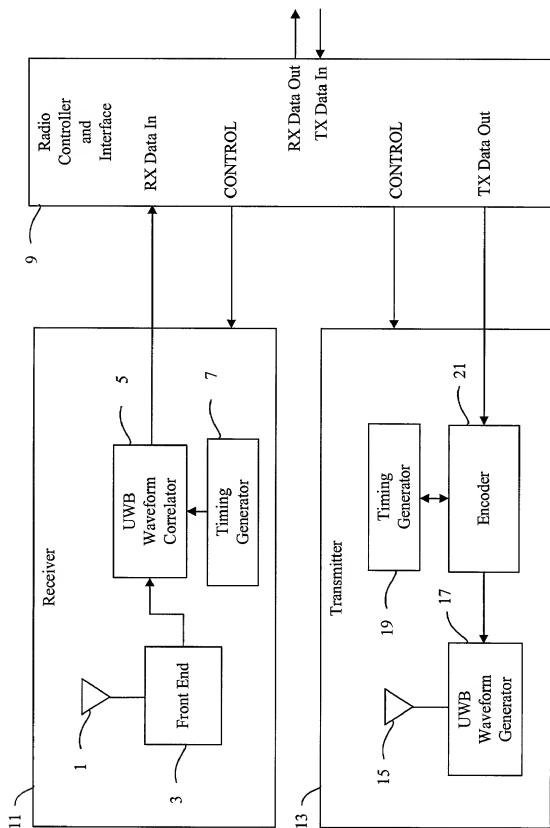 Radio
Controller
and
Interface
9
RX Data In
CONTROL
RX Data Out
TX Data In
CONTROL
TX Data Out
11
Receiver
1
3
Front End
5
UWB
Waveform
Correlator
7
Timing
Generator
13
Transmitter
15
17
UWB
Waveform
Generator
19
Timing
Generator
21
Encoder